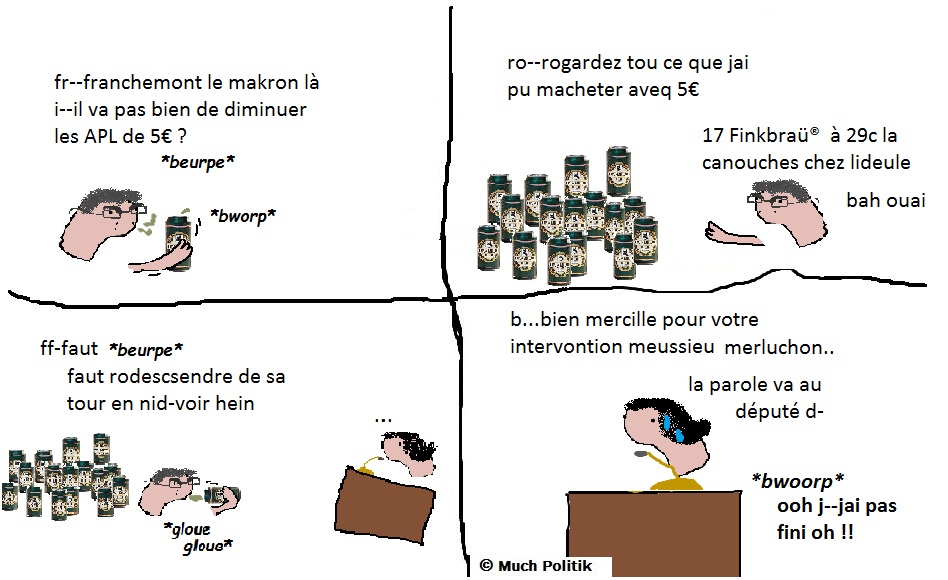 fr--franchemont le makron là
i--il va pas bien de diminuer
les APL de 5€ ?
*beurpe*
*bworp*
ro--rogardez tou ce que jai
pu macheter aveq 5€
17 Finkbraü® à 29c la
canouches chez lideule
bah ouai
ff-faut *beurpe*
faut rodescsendre de sa
tour en nid-voir hein
...
*gloue
gloue*
b...bien mercille pour votre
intervontion meussieu merluchon..
la parole va au
député d-
*bwoorp*
ooh j--jai pas
fini oh !!
© Much Politik